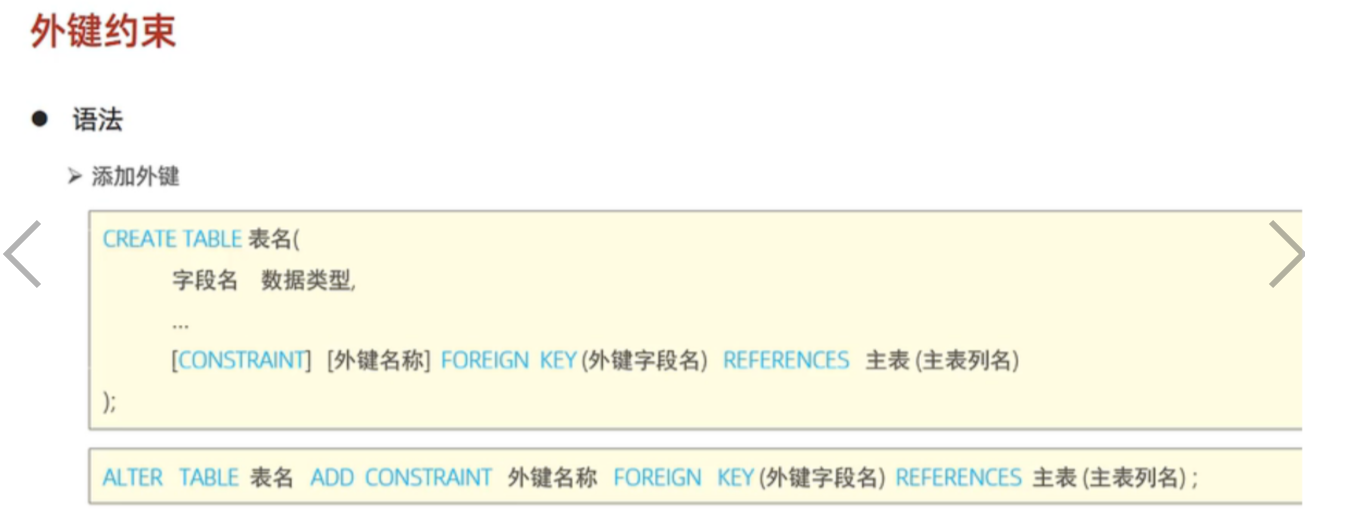 外键约束
● 语法
➢ 添加外键
CREATE TABLE 表名(
字段名 数据类型,
...
[CONSTRAINT] [外键名称] FOREIGN KEY(外键字段名) REFERENCES 主表(主表列名)
);
ALTER TABLE 表名 ADD CONSTRAINT 外键名称 FOREIGN KEY(外键字段名) REFERENCES 主表(主表列名);